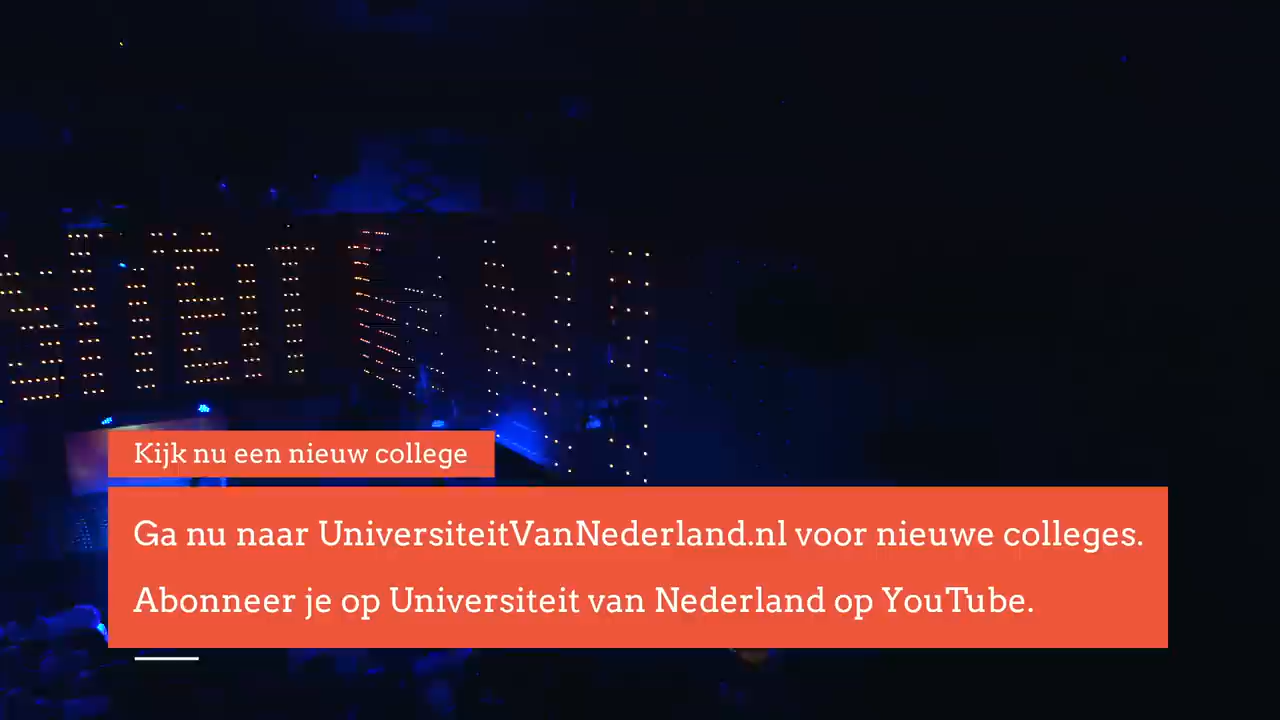 Kijk nu een nieuw college
Ga nu naar UniversiteitVanNederland.nl voor nieuwe colleges.
Abonneer je op Universiteit van Nederland op YouTube.